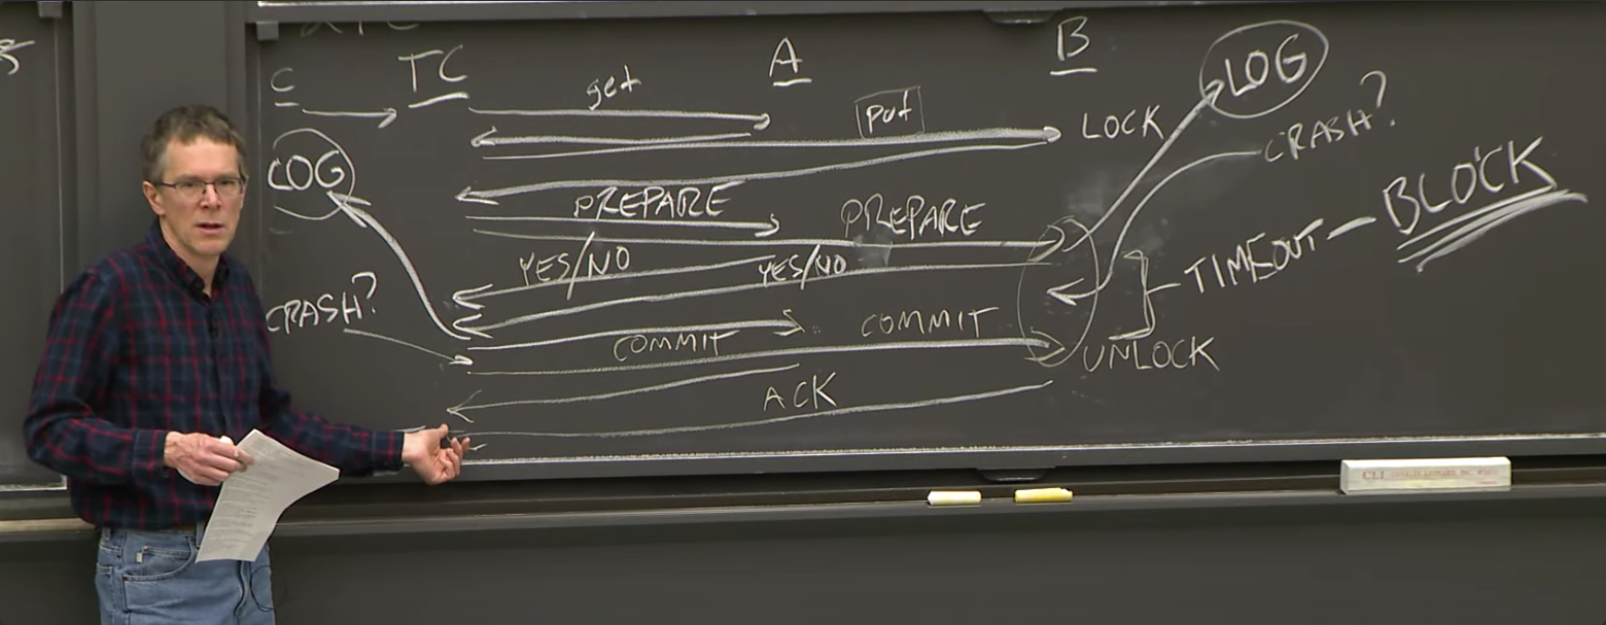 C
TC
A
B
LOG
get
put
LOCK
CRASH?
LOG
PREPARE
PREPARE
BLOCK
YES/NO
YES/NO
TIMEOUT
CRASH?
COMMIT
COMMIT
UNLOCK
ACK